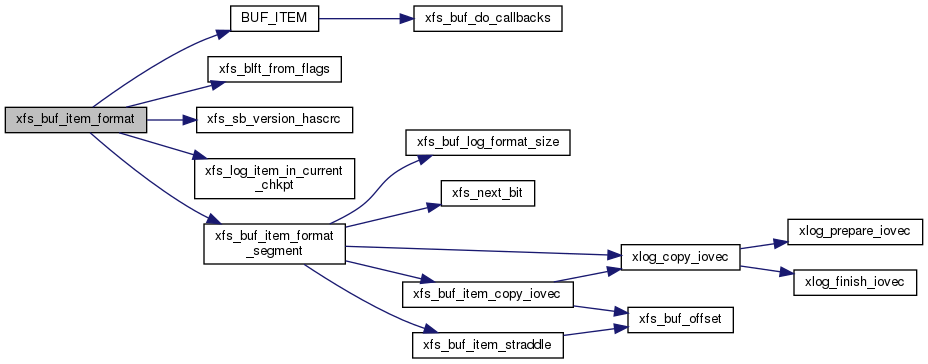 BUF_ITEM
xfs_buf_do_callbacks
xfs_blft_from_flags
xfs_buf_item_format
xfs_sb_version_hascrc
xfs_buf_log_format_size
xfs_log_item_in_current
_chkpt
xfs_next_bit
xfs_buf_item_format
_segment
xlog_prepare_iovec
xlog_copy_iovec
xlog_finish_iovec
xfs_buf_item_copy_iovec
xfs_buf_offset
xfs_buf_item_straddle